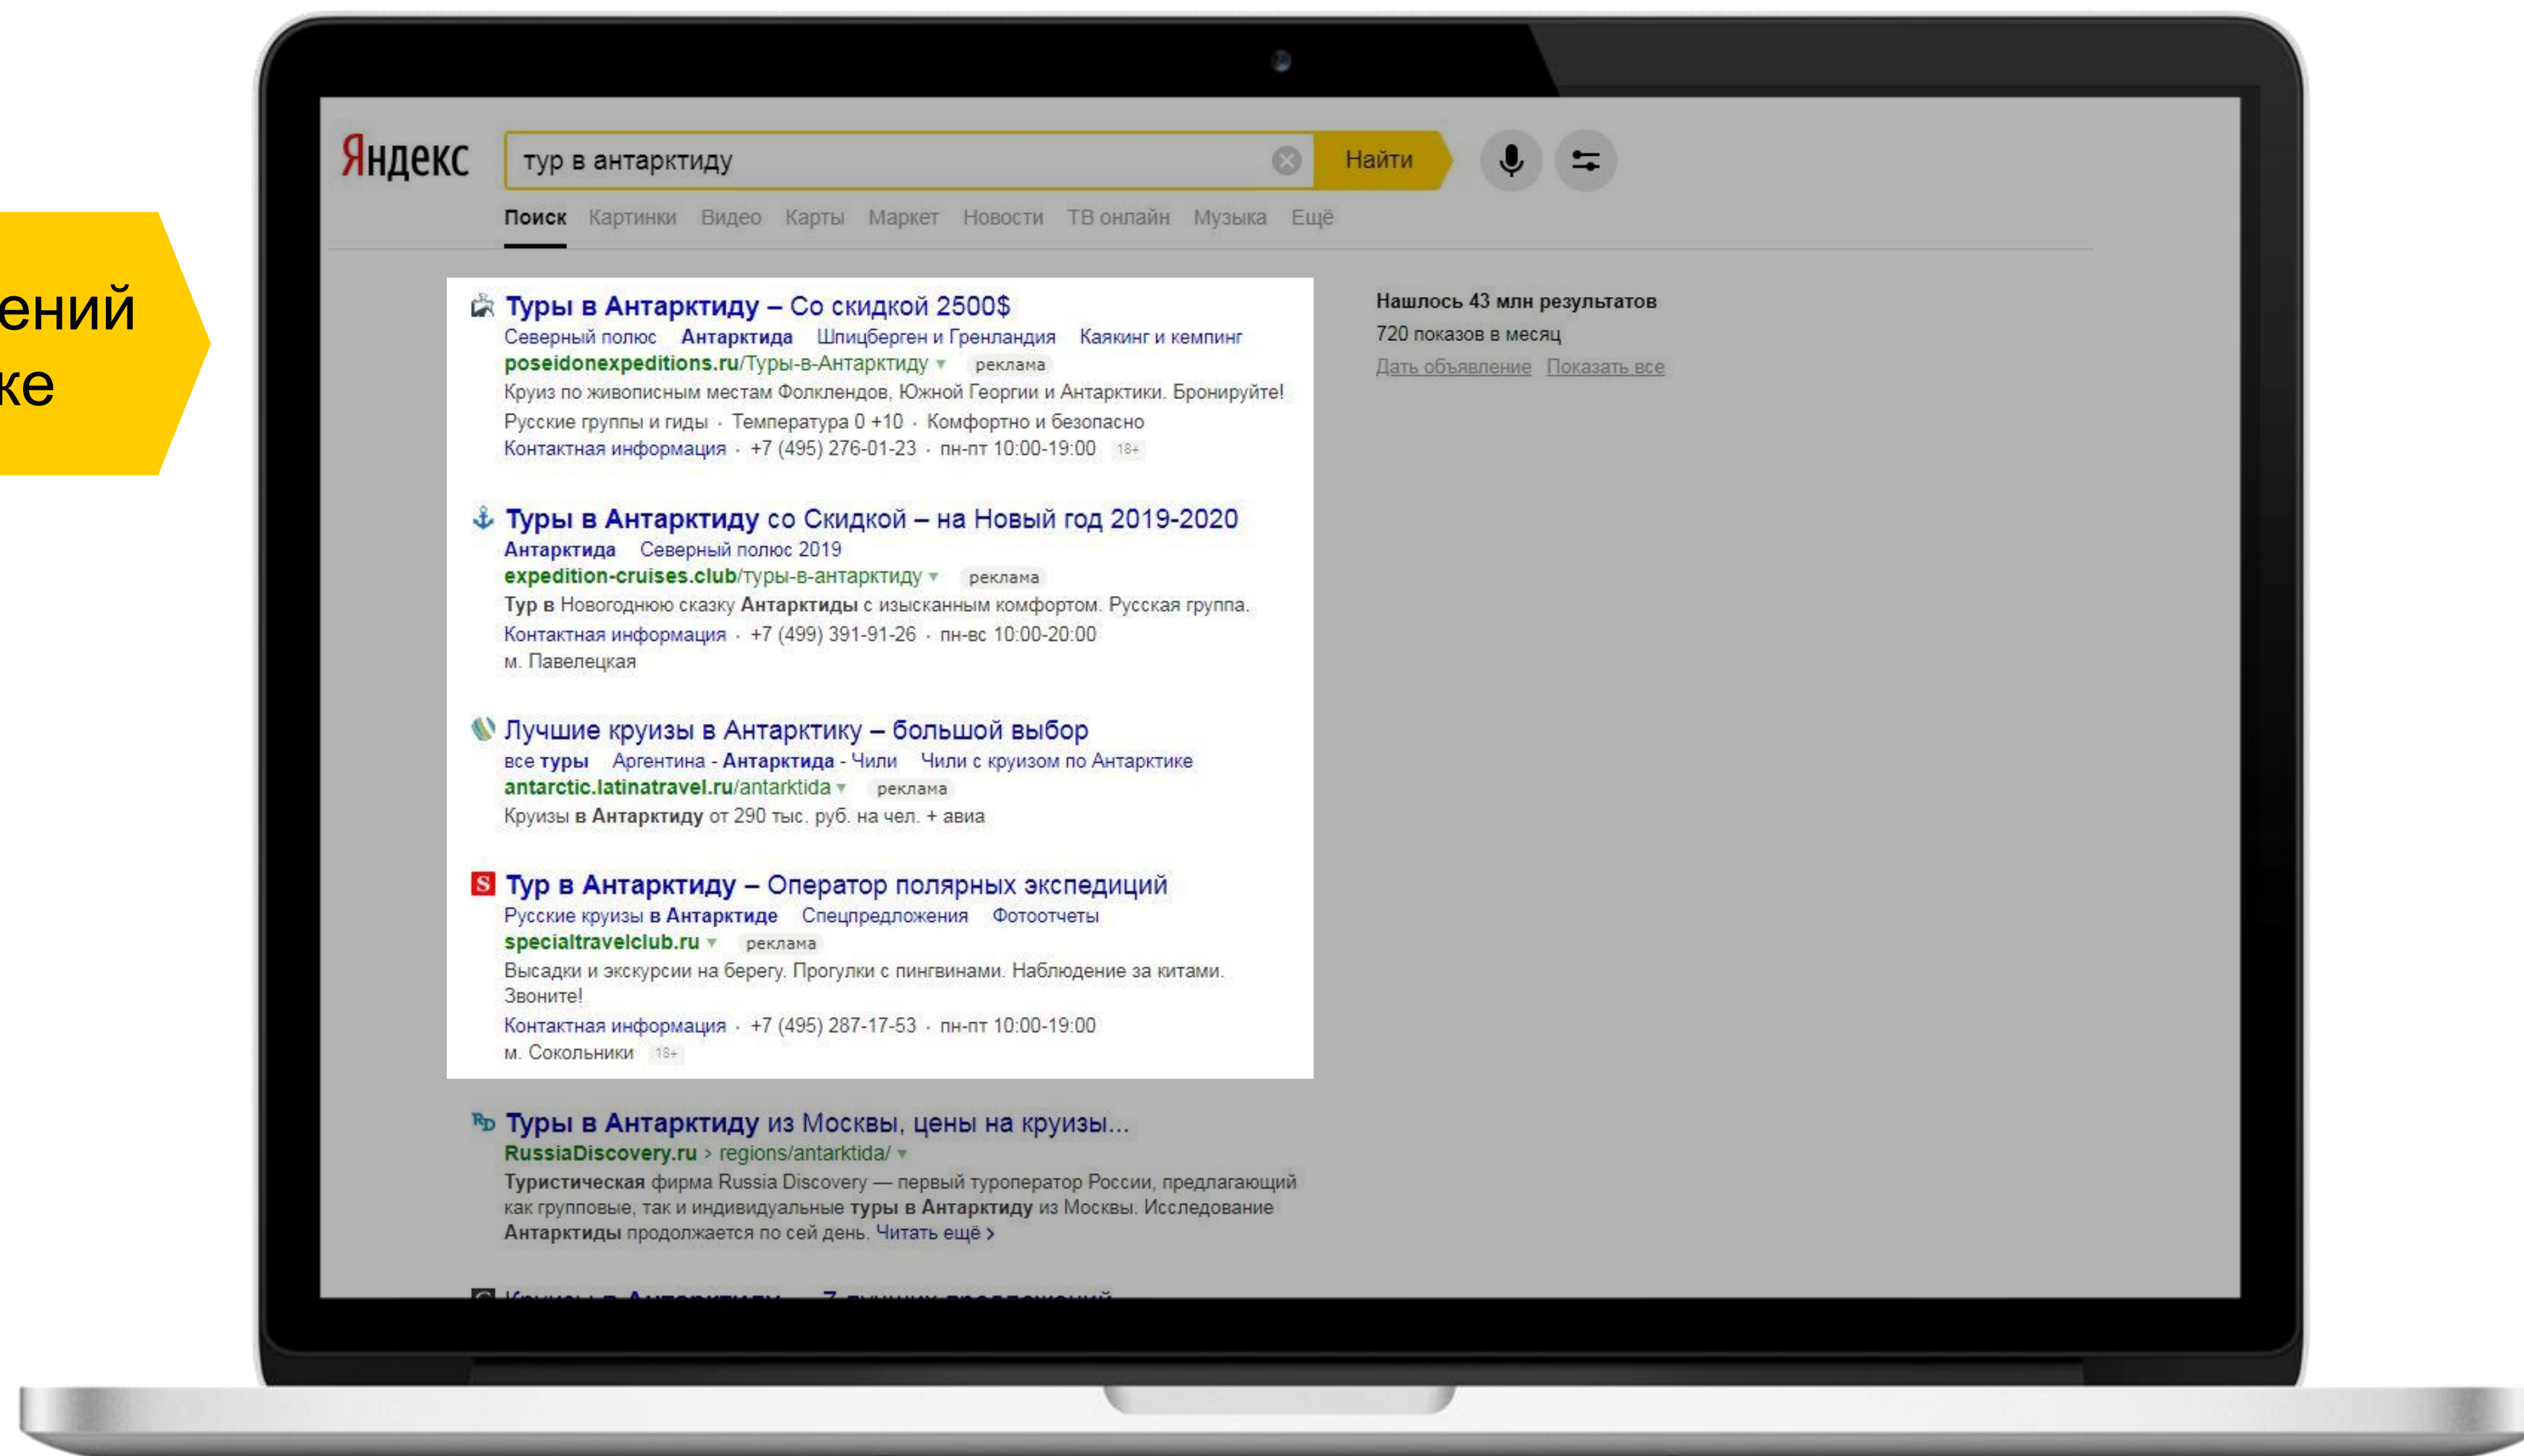 ений
ке
Яндекс
тур в антарктиду
Найти
Поиск Картинки Видео Карты Маркет Новости ТВ онлайн Музыка Ещё
Туры в Антарктиду – Со скидкой 2500$
Северный полюс Антарктида Шпицберген и Гренландия Каякинг и кемпинг
poseidonexpeditions.ru/Туры-в-Антарктиду реклама
Круиз по живописным местам Фолклендов, Южной Георгии и Антарктики. Бронируйте!
Русские группы и гиды · Температура 0 +10 · Комфортно и безопасно
Контактная информация · +7 (495) 276-01-23 · пн-пт 10:00-19:00 18+
Туры в Антарктиду со Скидкой – на Новый год 2019-2020
Антарктида Северный полюс 2019
expedition-cruises.club/туры-в-антарктиду реклама
Тур в Новогоднюю сказку Антарктиды с изысканным комфортом. Русская группа.
Контактная информация · +7 (499) 391-91-26 · пн-вс 10:00-20:00
м. Павелецкая
Лучшие круизы в Антарктику – большой выбор
все туры Аргентина - Антарктида - Чили Чили с круизом по Антарктике
antarctic.latinatravel.ru/antarktida реклама
Круизы в Антарктиду от 290 тыс. руб. на чел. + авиа
S Тур в Антарктиду – Оператор полярных экспедиций
Русские круизы в Антарктиде Спецпредложения Фотоотчеты
specialtravelclub.ru реклама
Высадки и экскурсии на берегу. Прогулки с пингвинами. Наблюдение за китами.
Звоните!
Контактная информация · +7 (495) 287-17-53 · пн-пт 10:00-19:00
м. Сокольники 18+
RD Туры в Антарктиду из Москвы, цены на круизы...
RussiaDiscovery.ru › regions/antarktida/
Туристическая фирма Russia Discovery — первый туроператор России, предлагающий
как групповые, так и индивидуальные туры в Антарктиду из Москвы. Исследование
Антарктиды продолжается по сей день. Читать ещё ›
Круизы в Антарктиду — 7 лучших предложений
Нашлось 43 млн результатов
720 показов в месяц
Дать объявление Показать все